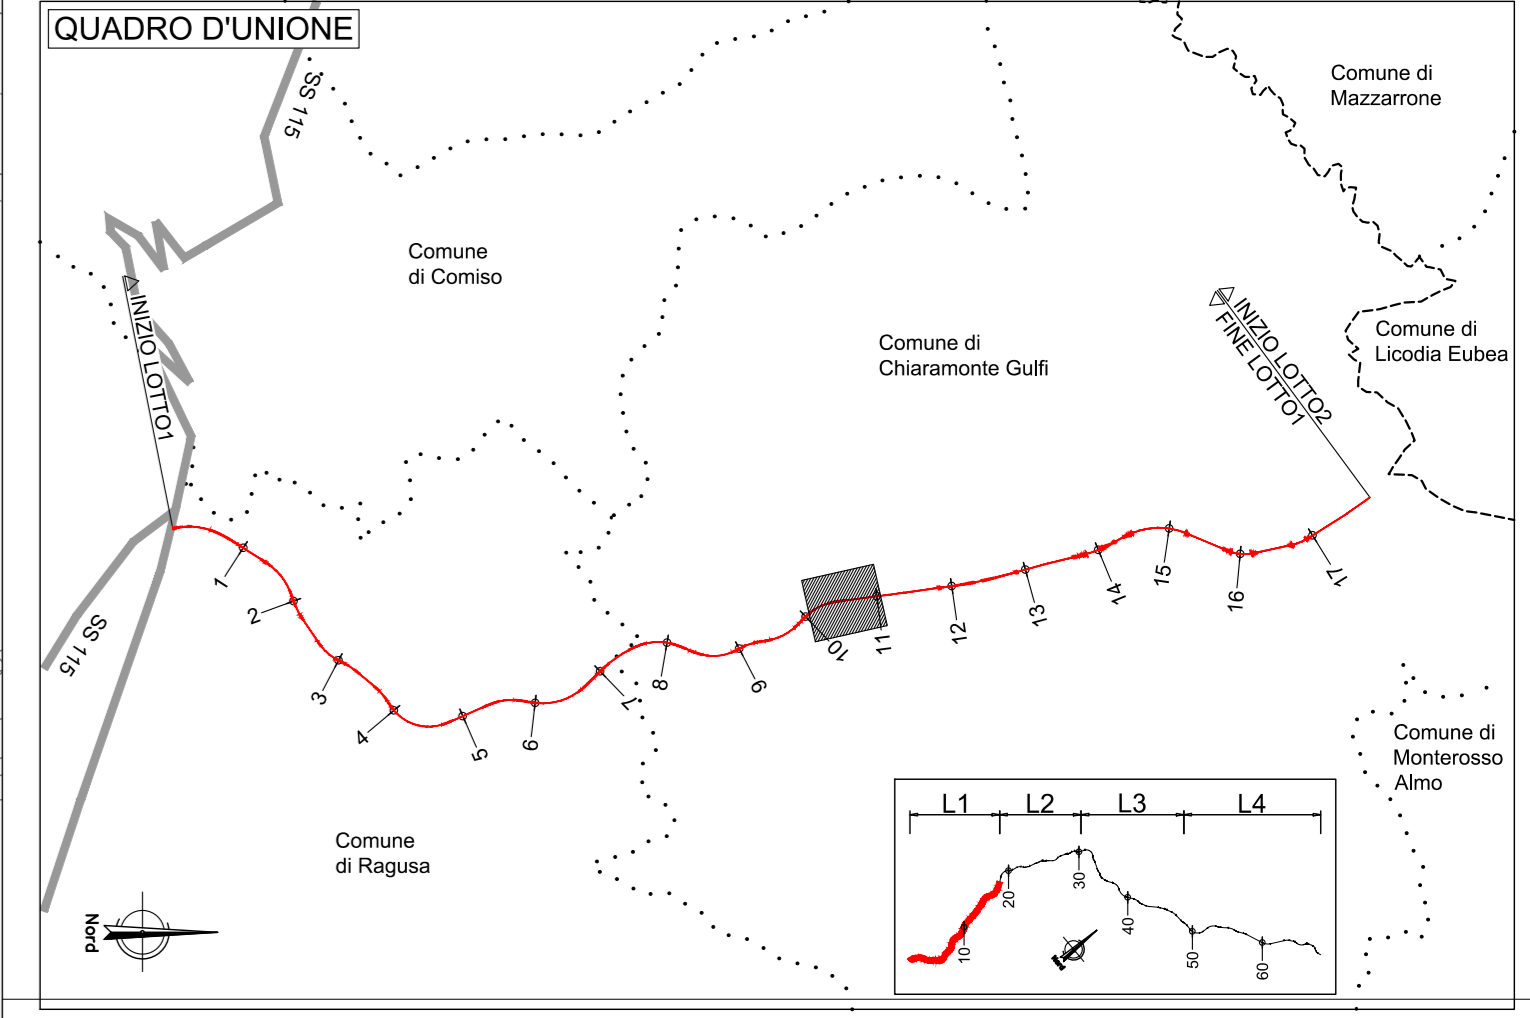 QUADRO D'UNIONE
SS 115
Comune di
Mazzarrone
Comune
di Comiso
INIZIO LOTTO1
Comune di
Chiaramonte Gulfi
INIZIO LOTTO2
FINE LOTTO1
Comune di
Licodia Eubea
1
2
3
4
5
6
7
8
9
10
11
12
13
14
15
16
17
SS 115
Comune di
Monterosso
Almo
Comune
di Ragusa
Nord
L1 L2 L3 L4
10
20
30
40
50
60
Nord